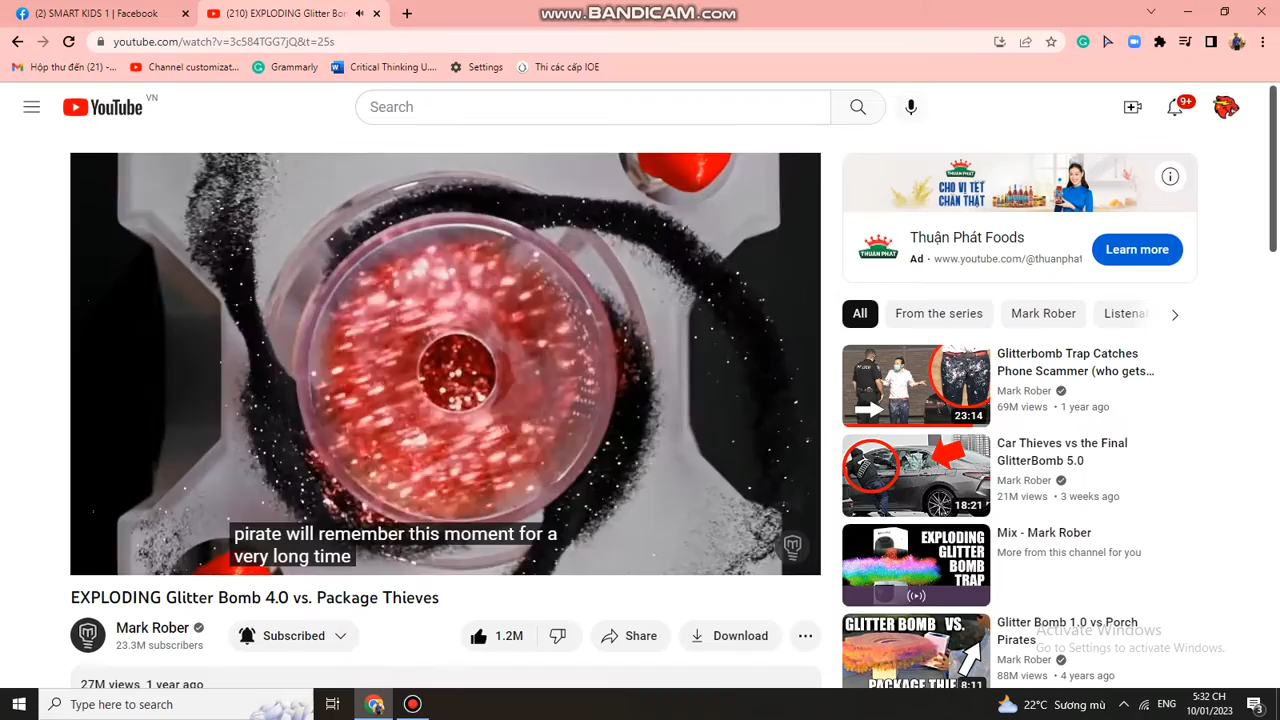 (2) SMART KIDS 1 | Facebook
(210) EXPLODING Glitter Bom
www.BANDICAM.com
youtube.com/watch?v=3c584TGG7jQ&t=25s
Hộp thư đến (21) -...
Channel customizat...
Grammarly
Critical Thinking U....
Settings
Thi các cấp IOE
YouTube
VN
Search
9+
THUẬN PHÁT
CHO VỊ TẾT
CHÂN THẬT
THUẬN PHÁT
Thuận Phát Foods
Ad · www.youtube.com/@thuanphat
Learn more
All
From the series
Mark Rober
Listena
pirate will remember this moment for a
very long time
EXPLODING Glitter Bomb 4.0 vs. Package Thieves
Mark Rober
23.3M subscribers
Subscribed
1.2M
Share
Download
27M views 1 year ago
Glitterbomb Trap Catches
Phone Scammer (who gets...
Mark Rober
69M views • 1 year ago
23:14
Car Thieves vs the Final
GlitterBomb 5.0
Mark Rober
21M views • 3 weeks ago
18:21
EXPLODING
GLITTER
BOMB
TRAP
Mix - Mark Rober
More from this channel for you
GLITTER BOMB VS.
PACKAGE THIE
8:11
Glitter Bomb 1.0 vs Porch
Pirates
Mark Rober
88M views • 4 years ago
Activate Windows
Go to Settings to activate Windows.
Type here to search
22°C Sương mù
ENG
5:32 CH
10/01/2023
3